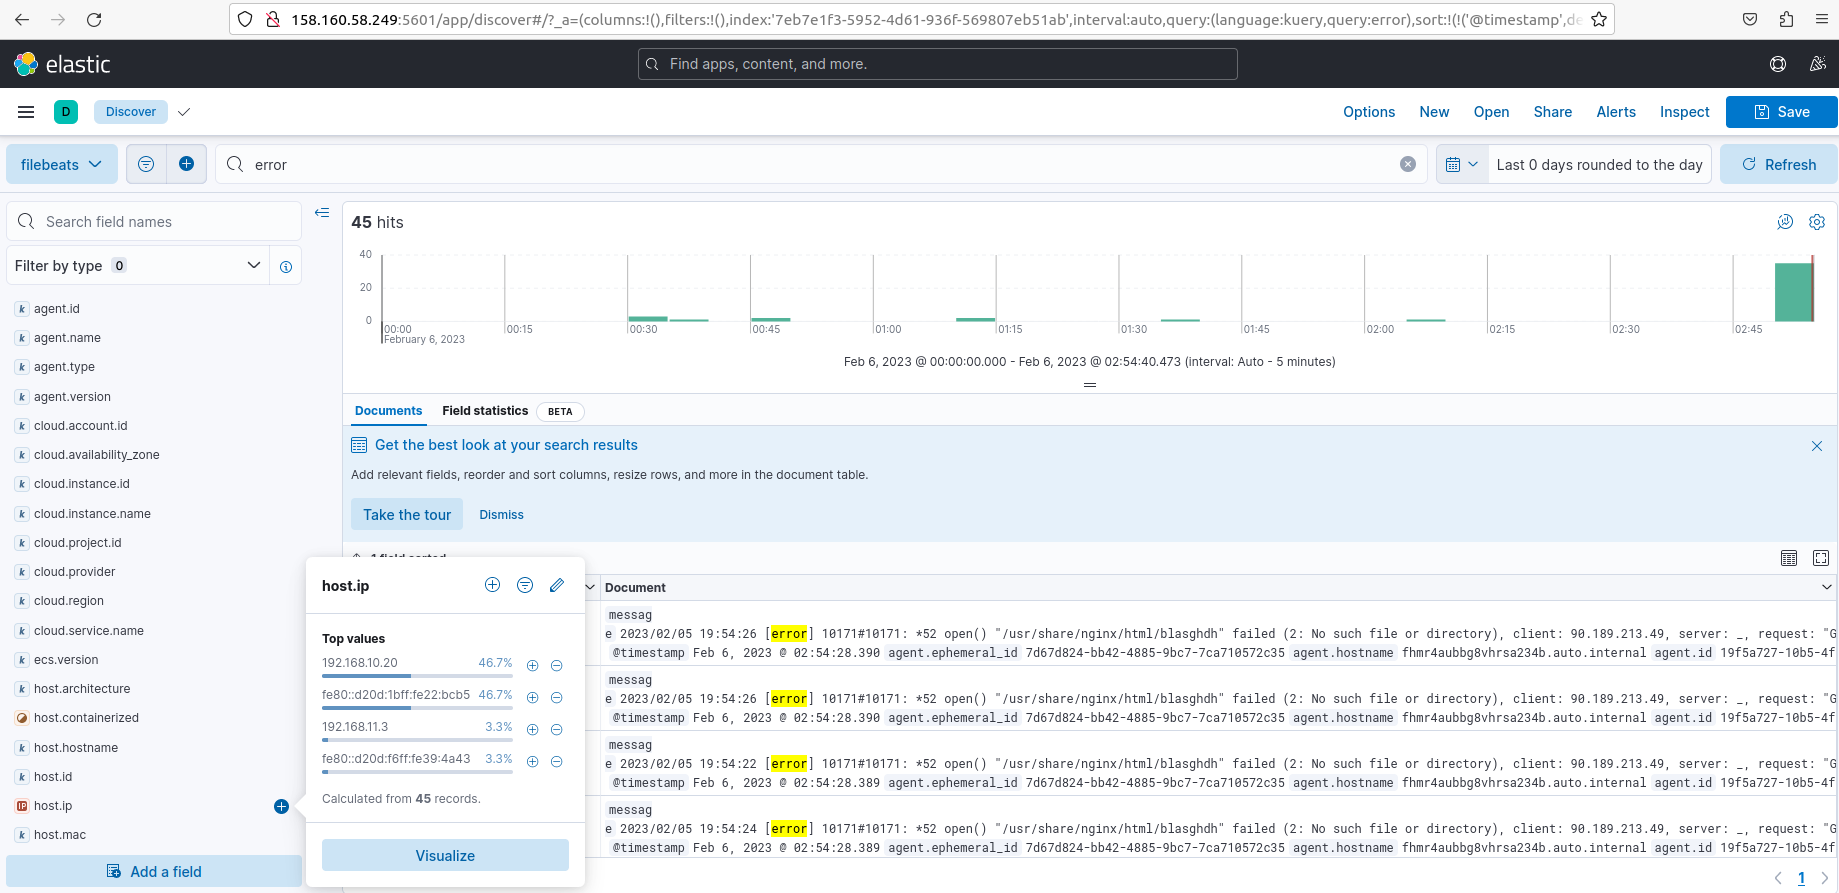 158.160.58.249:5601/app/discover#/?_a=(columns:!(),filters:!(),index:'7eb7e1f3-5952-4d61-936f-569807eb51ab',interval:auto,query:(language:kuery,query:error),sort:!(!('@timestamp',de
elastic
Find apps, content, and more.
D
Discover
Options New Open Share Alerts Inspect Save
filebeats
error
Last 0 days rounded to the day
Refresh
Search field names
Filter by type 0
k agent.id
k agent.name
k agent.type
k agent.version
k cloud.account.id
k cloud.availability_zone
k cloud.instance.id
k cloud.instance.name
k cloud.project.id
k cloud.provider
k cloud.region
k cloud.service.name
k ecs.version
k host.architecture
host.containerized
k host.hostname
k host.id
IP host.ip
k host.mac
Add a field
45 hits
40
20
0
00:00 00:15 00:30 00:45 01:00 01:15 01:30 01:45 02:00 02:15 02:30 02:45
February 6, 2023
Feb 6, 2023 @ 00:00:00.000 - Feb 6, 2023 @ 02:54:40.473 (interval: Auto - 5 minutes)
Documents Field statistics BETA
Get the best look at your search results
Add relevant fields, reorder and sort columns, resize rows, and more in the document table.
Take the tour Dismiss
1 field sorted
host.ip
Top values
192.168.10.20 46.7%
fe80::d20d:1bff:fe22:bcb5 46.7%
192.168.11.3 3.3%
fe80::d20d:f6ff:fe39:4a43 3.3%
Calculated from 45 records.
Visualize
Document
messag
e 2023/02/05 19:54:26 [error] 10171#10171: *52 open() "/usr/share/nginx/html/blasghdh" failed (2: No such file or directory), client: 90.189.213.49, server: _, request: "G
@timestamp Feb 6, 2023 @ 02:54:28.390 agent.ephemeral_id 7d67d824-bb42-4885-9bc7-7ca710572c35 agent.hostname fhmr4aubbg8vhrsa234b.auto.internal agent.id 19f5a727-10b5-4f
messag
e 2023/02/05 19:54:26 [error] 10171#10171: *52 open() "/usr/share/nginx/html/blasghdh" failed (2: No such file or directory), client: 90.189.213.49, server: _, request: "G
@timestamp Feb 6, 2023 @ 02:54:28.390 agent.ephemeral_id 7d67d824-bb42-4885-9bc7-7ca710572c35 agent.hostname fhmr4aubbg8vhrsa234b.auto.internal agent.id 19f5a727-10b5-4f
messag
e 2023/02/05 19:54:22 [error] 10171#10171: *52 open() "/usr/share/nginx/html/blasghdh" failed (2: No such file or directory), client: 90.189.213.49, server: _, request: "G
@timestamp Feb 6, 2023 @ 02:54:28.389 agent.ephemeral_id 7d67d824-bb42-4885-9bc7-7ca710572c35 agent.hostname fhmr4aubbg8vhrsa234b.auto.internal agent.id 19f5a727-10b5-4f
messag
e 2023/02/05 19:54:24 [error] 10171#10171: *52 open() "/usr/share/nginx/html/blasghdh" failed (2: No such file or directory), client: 90.189.213.49, server: _, request: "G
@timestamp Feb 6, 2023 @ 02:54:28.389 agent.ephemeral_id 7d67d824-bb42-4885-9bc7-7ca710572c35 agent.hostname fhmr4aubbg8vhrsa234b.auto.internal agent.id 19f5a727-10b5-4f
1